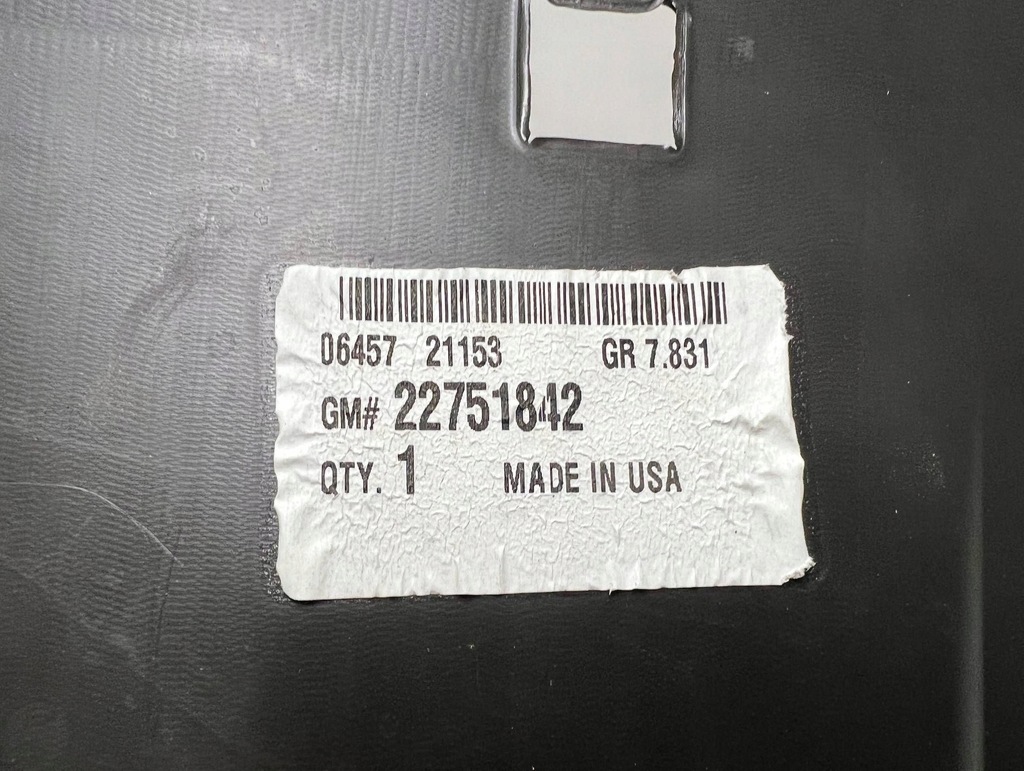 06457 21153 GR 7.831
GM# 22751842
QTY. 1 MADE IN USA